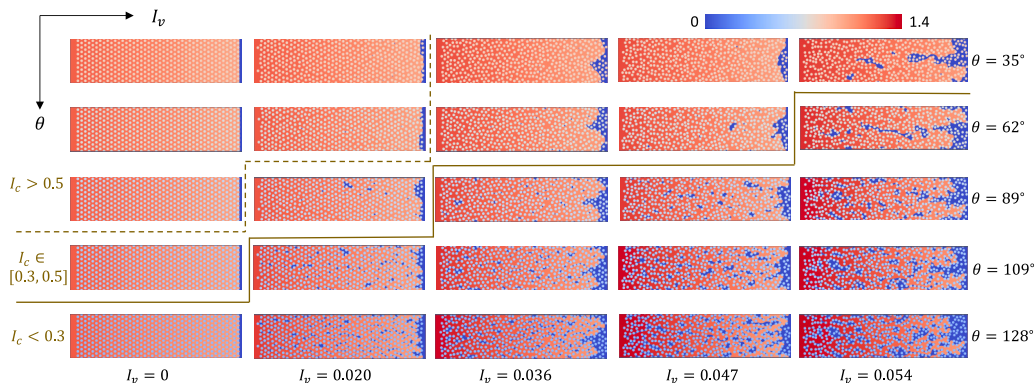 I_v
0
1.4
θ
θ = 35°
θ = 62°
I_c > 0.5
θ = 89°
I_c ∈
[0.3, 0.5]
θ = 109°
I_c < 0.3
θ = 128°
I_v = 0
I_v = 0.020
I_v = 0.036
I_v = 0.047
I_v = 0.054